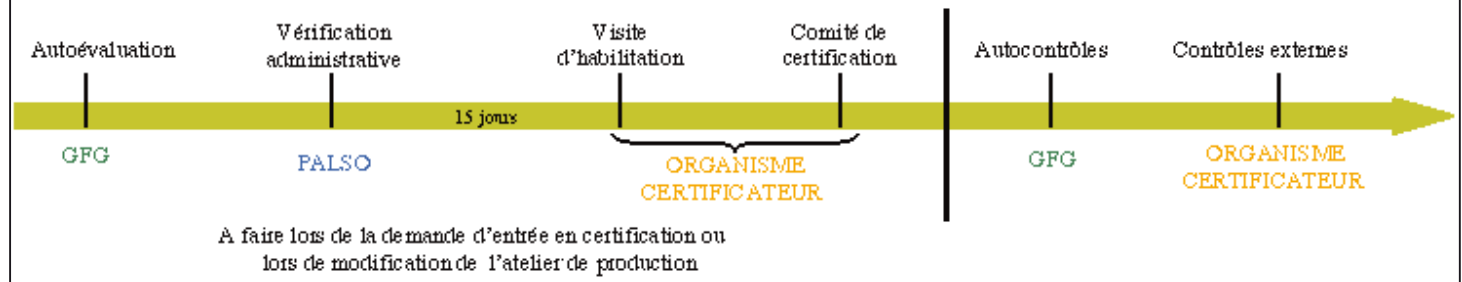 Autoévaluation
Vérification
administrative
Visite
d'habilitation
Comité de
certification
Autocontrôles
Contrôles externes
15 jours
GFG
PALSO
ORGANISME
CERTIFICATEUR
GFG
ORGANISME
CERTIFICATEUR
A faire lors de la demande d'entrée en certification ou
lors de modification de l'atelier de production